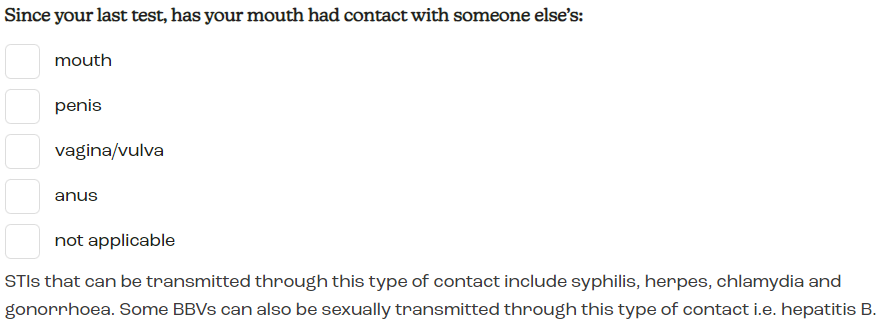 Since your last test, has your mouth had contact with someone else’s:
mouth
penis
vagina/vulva
anus
not applicable
STIs that can be transmitted through this type of contact include syphilis, herpes, chlamydia and
gonorrhoea. Some BBVs can also be sexually transmitted through this type of contact i.e. hepatitis B.